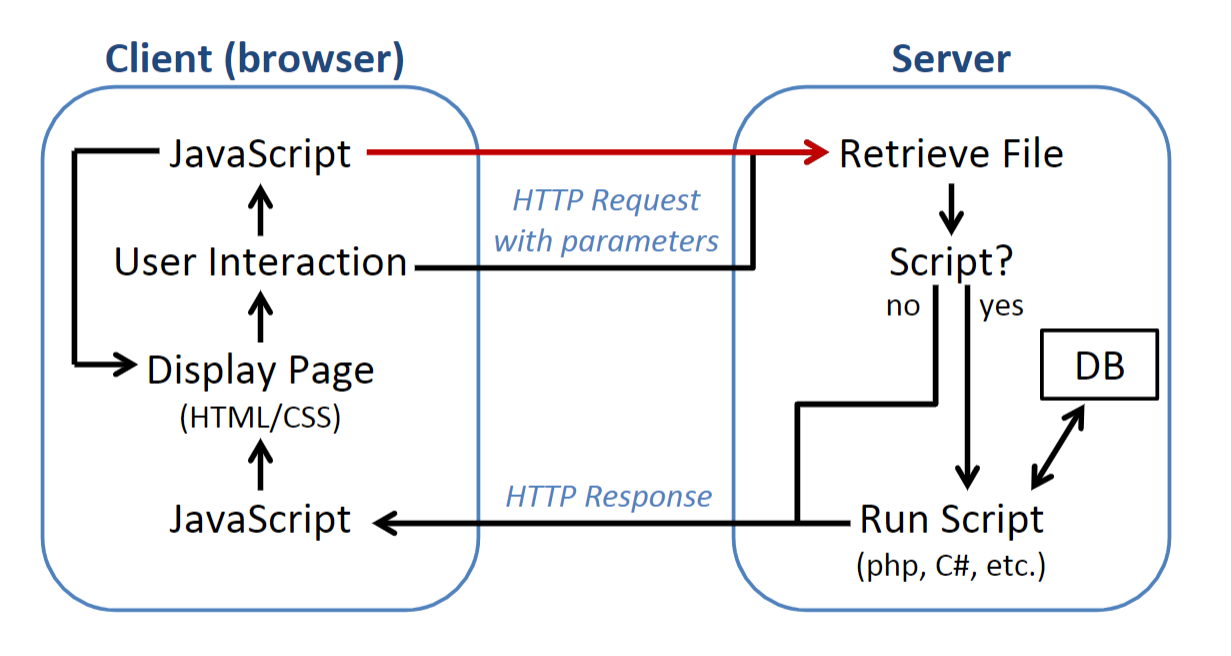 Client (browser)
JavaScript
User Interaction
Display Page
(HTML/CSS)
JavaScript
HTTP Request
with parameters
HTTP Response
Server
Retrieve File
Script?
no
yes
DB
Run Script
(php, C#, etc.)